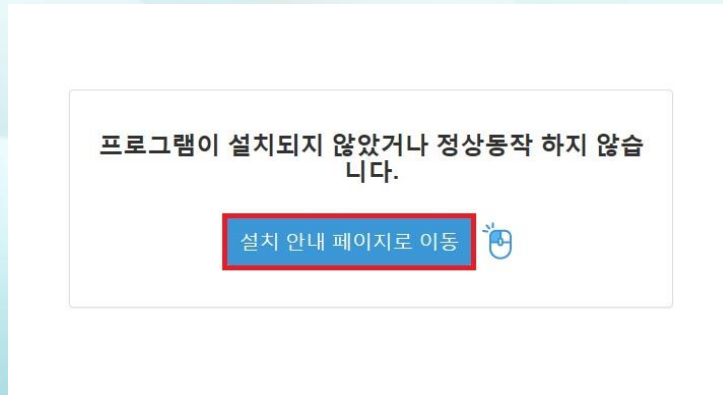 프로그램이 설치되지 않았거나 정상동작 하지 않습
니다.
설치 안내 페이지로 이동